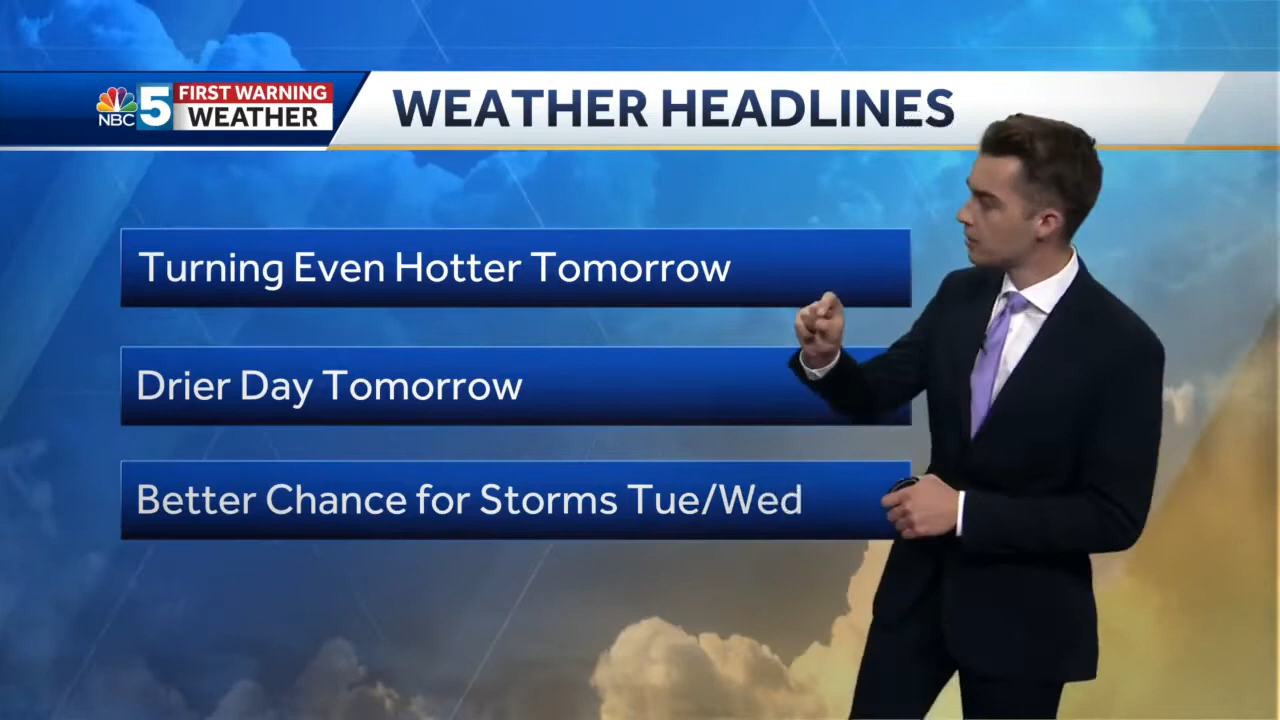 NBC 5 FIRST WARNING WEATHER
WEATHER HEADLINES
Turning Even Hotter Tomorrow
Drier Day Tomorrow
Better Chance for Storms Tue/Wed